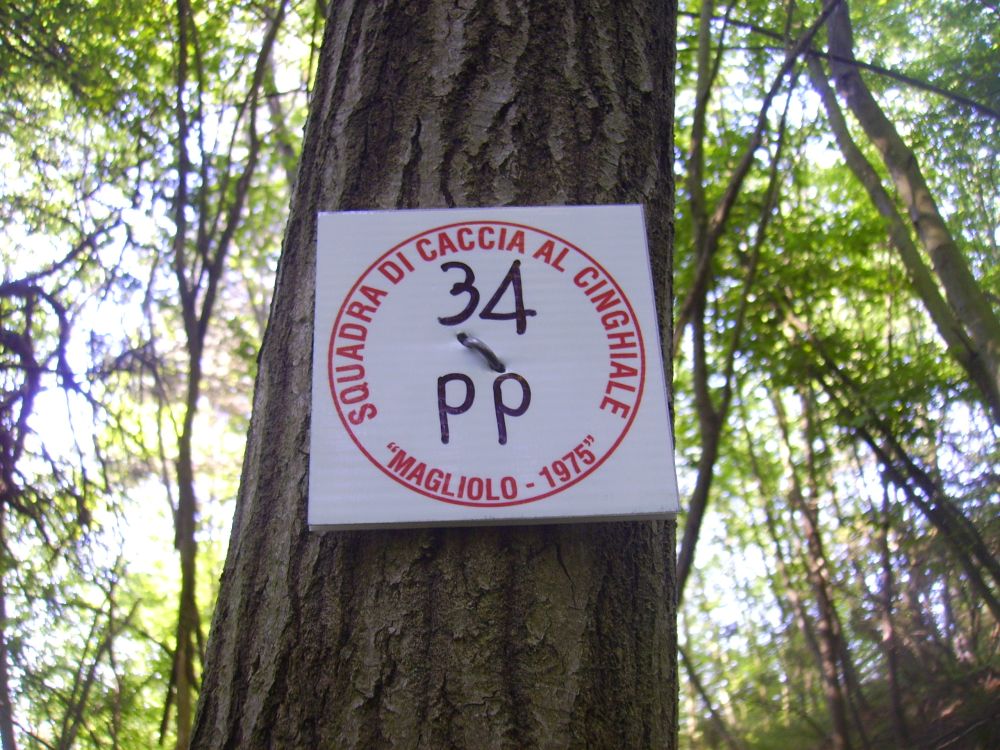 SQUADRA DI CACCIA AL CINGHIALE
34
PP
"MAGLIOLO - 1975"